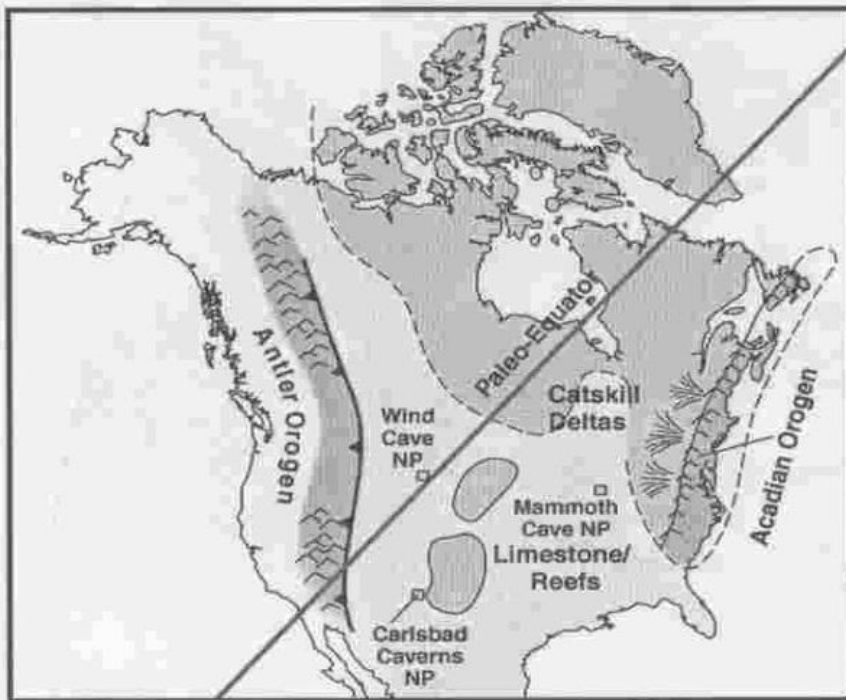 Paleo-Equator
Antler Orogen
Catskill
Deltas
Wind
Cave
NP
Acadian Orogen
Mammoth
Cave NP
Limestone/
Reefs
Carlsbad
Caverns
NP